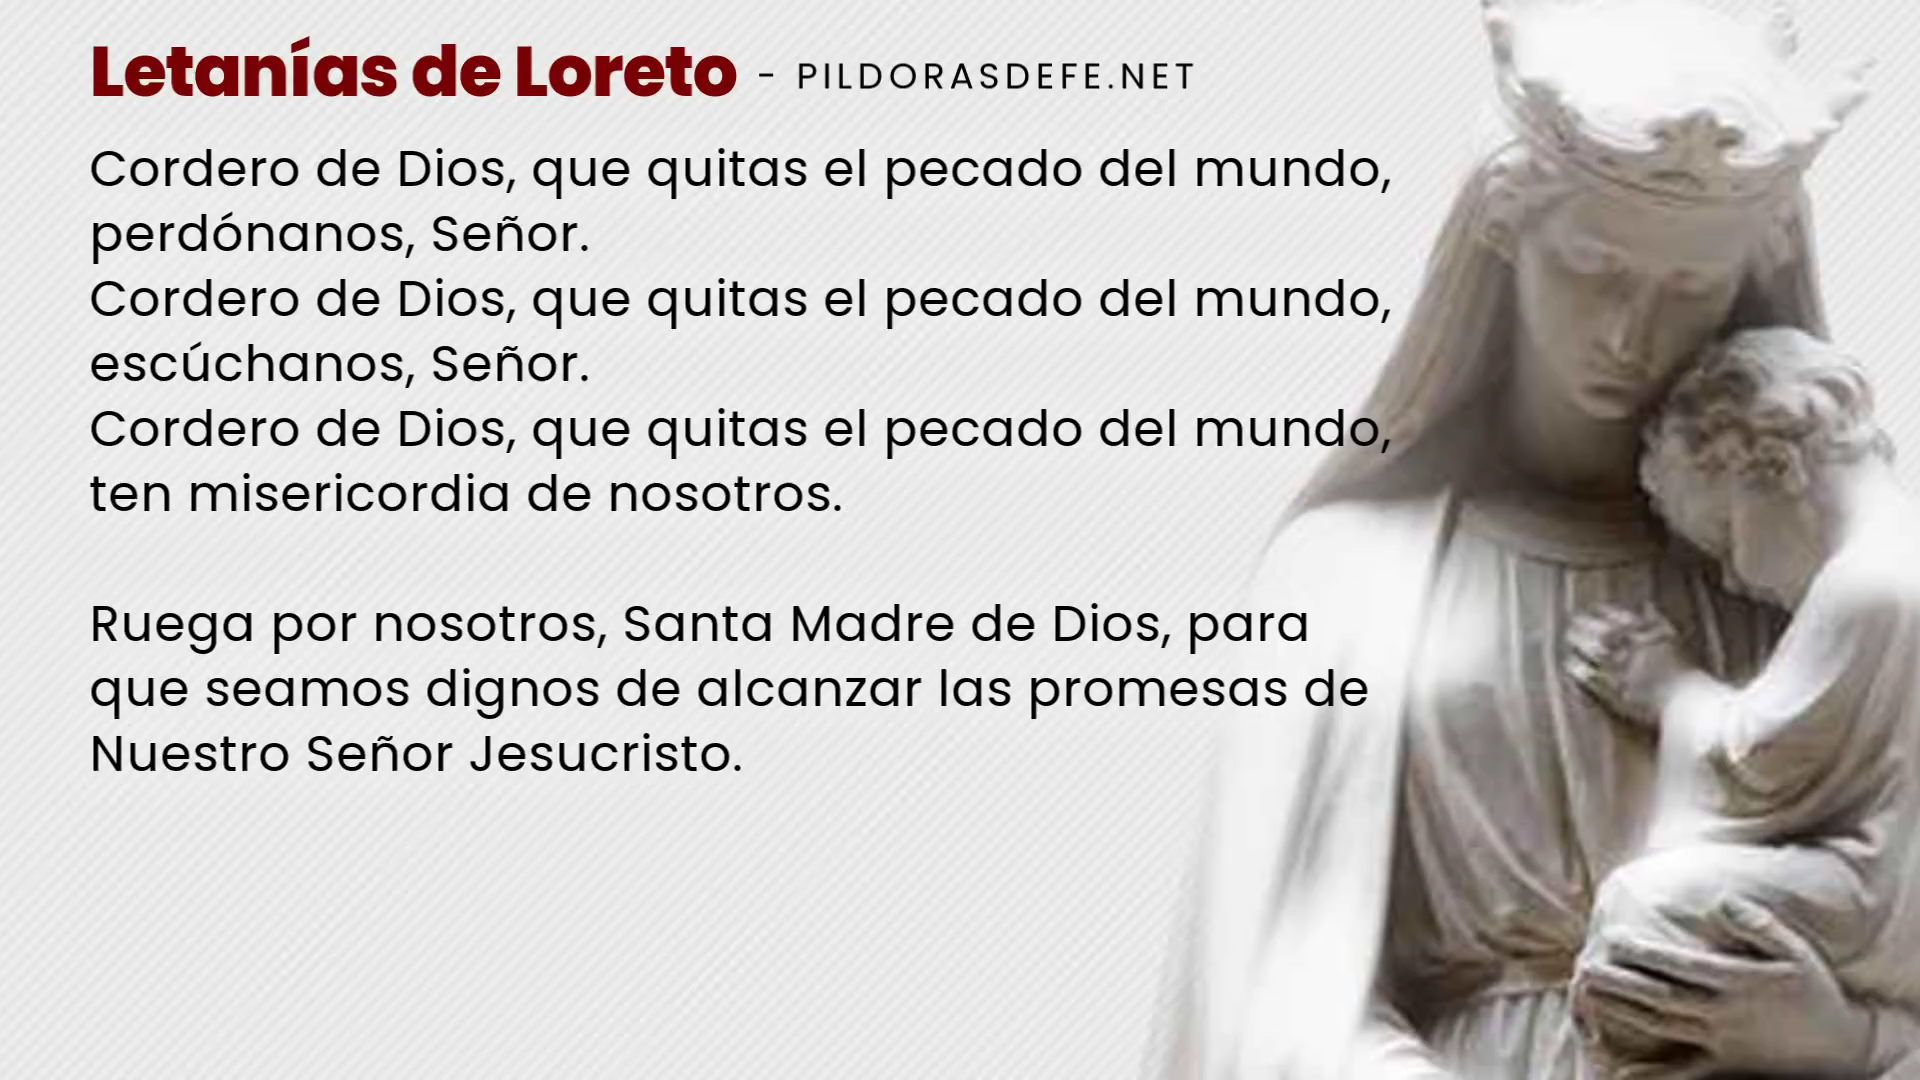 Letanías de Loreto - PILDORASDEFE.NET
Cordero de Dios, que quitas el pecado del mundo,
perdónanos, Señor.
Cordero de Dios, que quitas el pecado del mundo,
escúchanos, Señor.
Cordero de Dios, que quitas el pecado del mundo,
ten misericordia de nosotros.
Ruega por nosotros, Santa Madre de Dios, para
que seamos dignos de alcanzar las promesas de
Nuestro Señor Jesucristo.